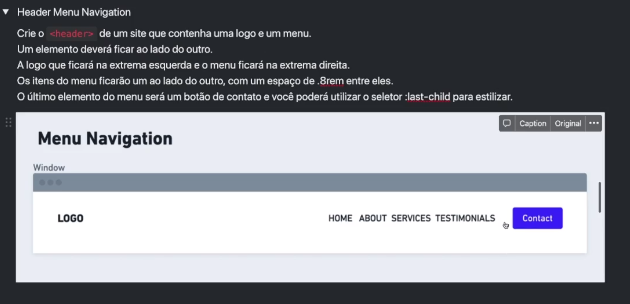 Header Menu Navigation
Crie o <header> de um site que contenha uma logo e um menu.
Um elemento deverá ficar ao lado do outro.
A logo que ficará na extrema esquerda e o menu ficará na extrema direita.
Os itens do menu ficarão um ao lado do outro, com um espaço de .8rem entre eles.
O último elemento do menu será um botão de contato e você poderá utilizar o seletor :last-child para estilizar.
Caption Original
Menu Navigation
Window
LOGO HOME ABOUT SERVICES TESTIMONIALS Contact